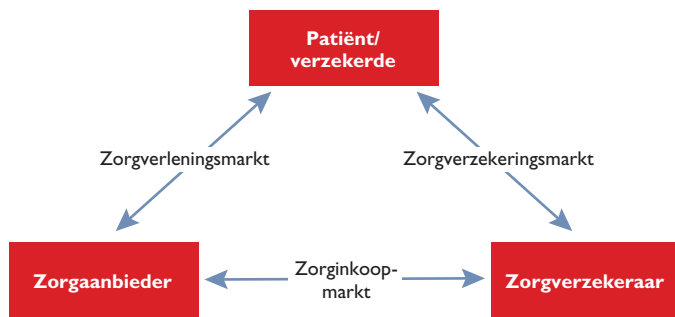 Patiënt/
verzekerde
Zorgverleningsmarkt
Zorgverzekeringsmarkt
Zorgaanbieder
Zorginkoop-
markt
Zorgverzekeraar